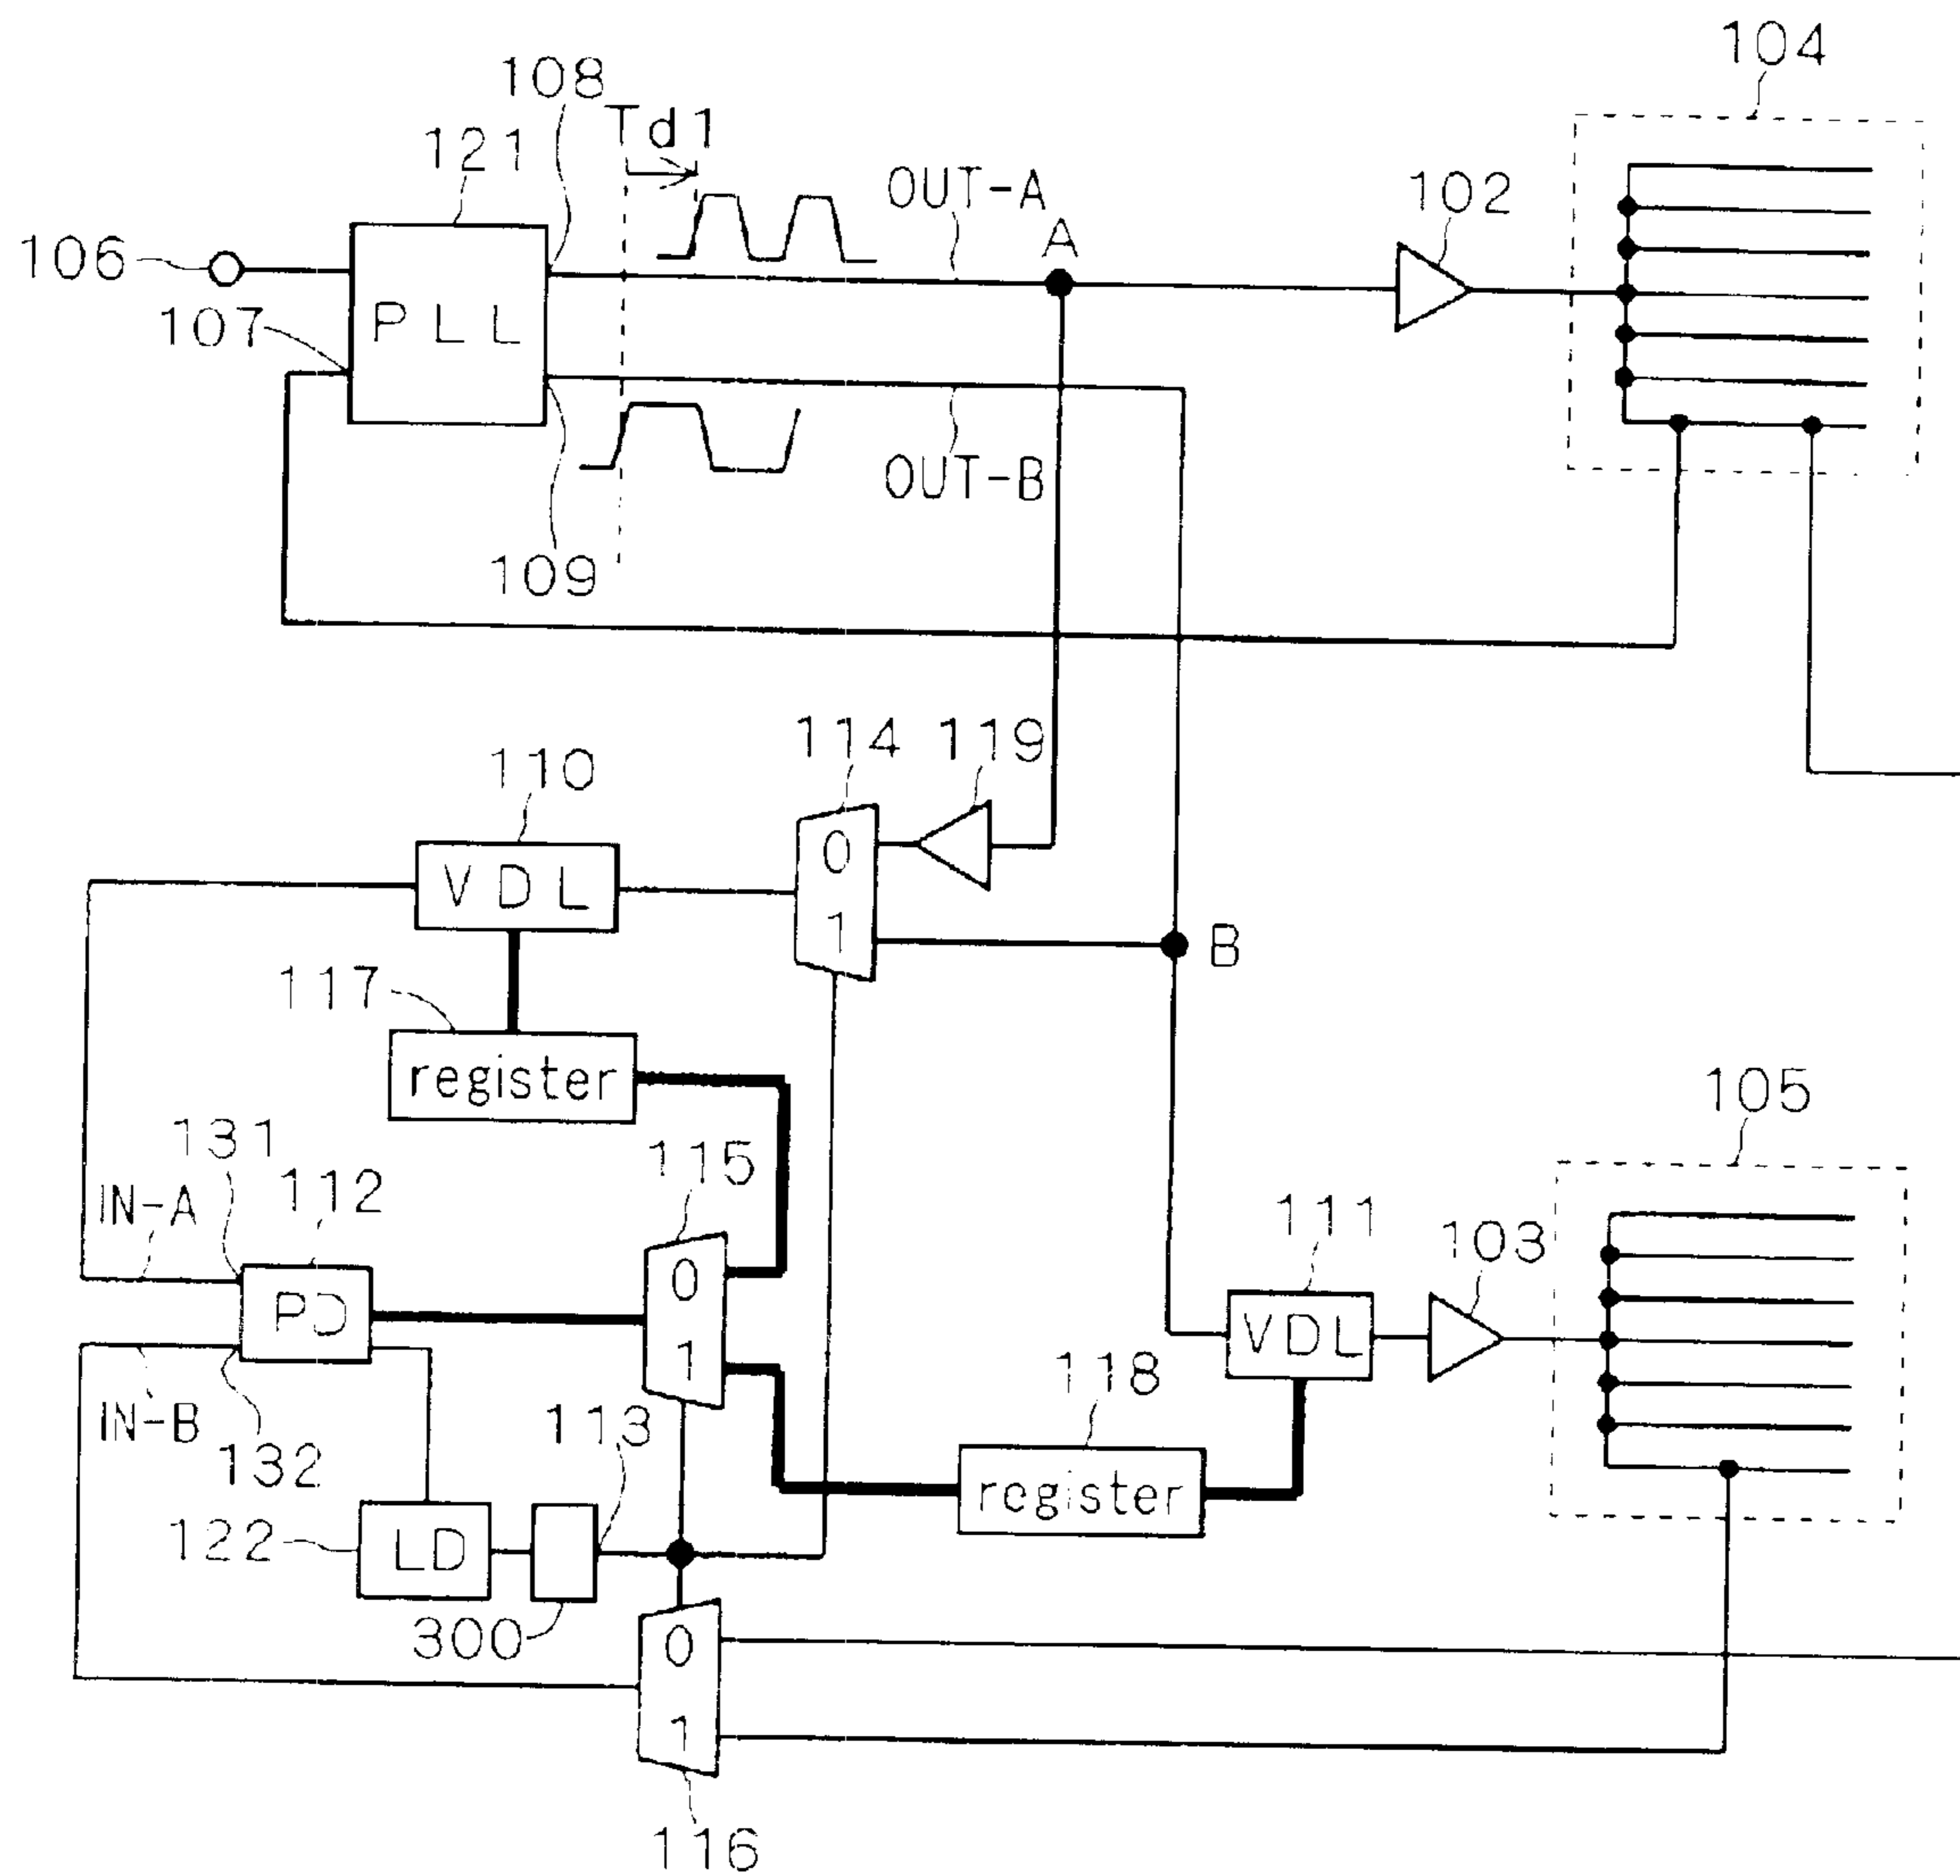 104
108
Td1
121
OUT-A
A
102
106
107
PLL
OUT-B
109
114
119
110
0
VDL
1
B
117
register
105
131
115
112
IN-A
111
103
0
PD
VDL
1
118
IN-B
113
132
register
122
LD
300
0
1
116